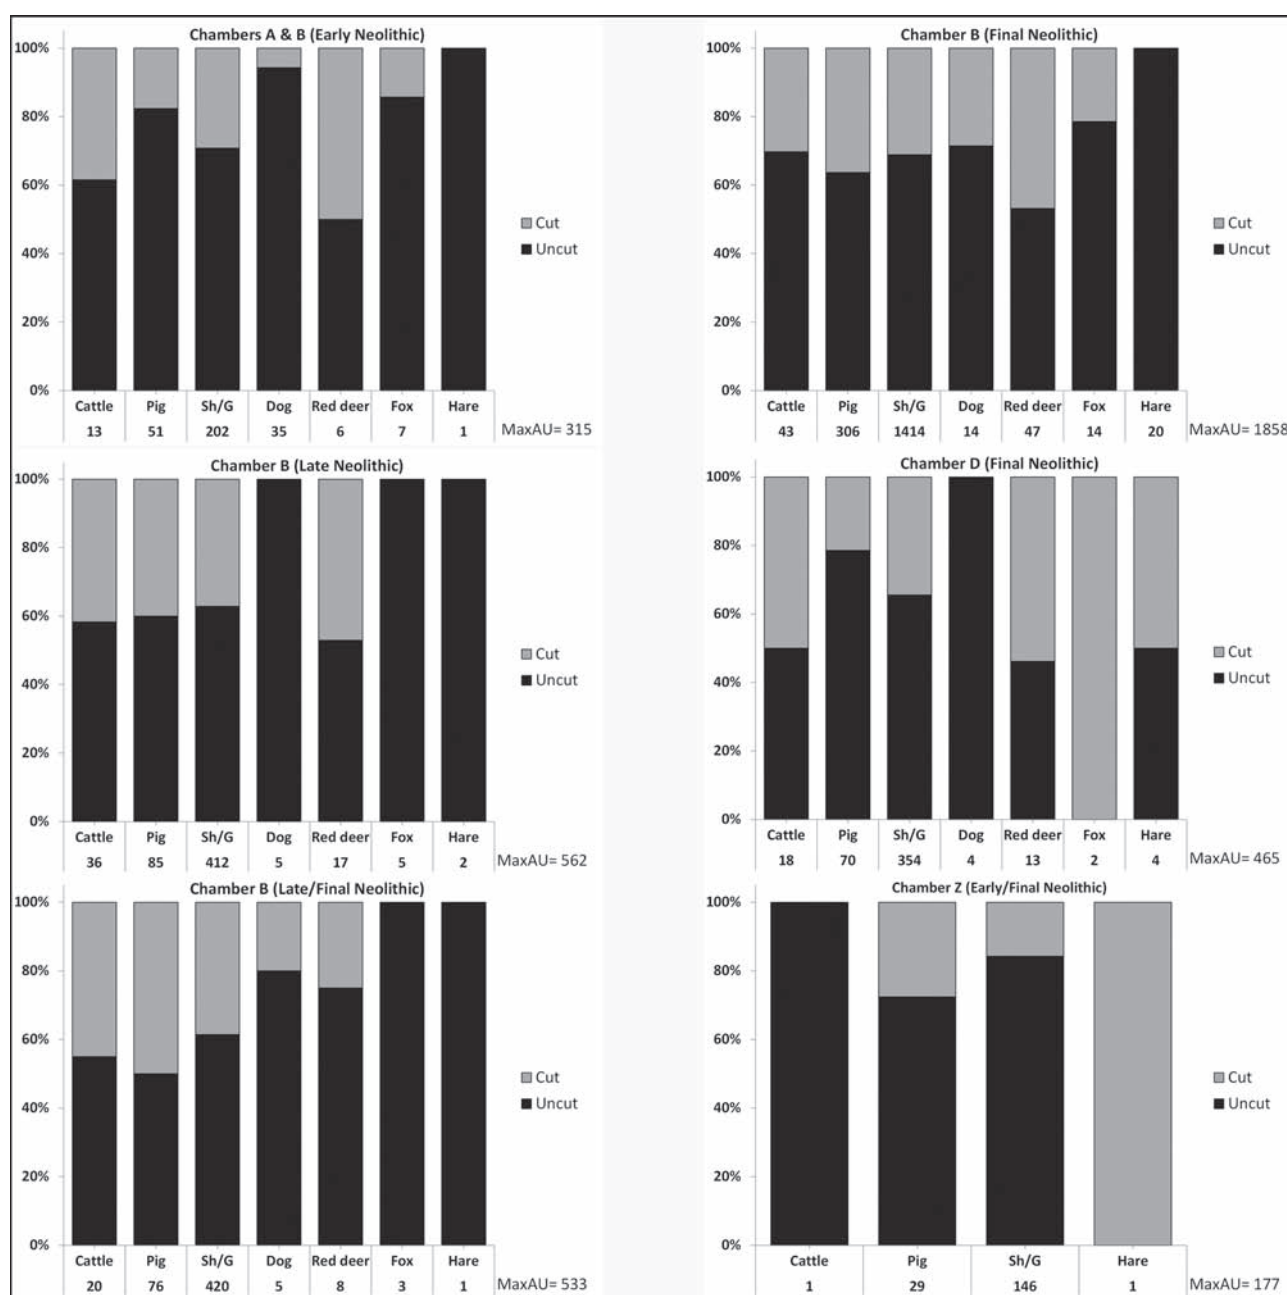 Chambers A & B (Early Neolithic)
100%
80%
60%
40%
20%
0%
Cut
Uncut
Cattle Pig Sh/G Dog Red deer Fox Hare
13 51 202 35 6 7 1 MaxAU= 315
Chamber B (Final Neolithic)
100%
80%
60%
40%
20%
0%
Cut
Uncut
Cattle Pig Sh/G Dog Red deer Fox Hare
43 306 1414 14 47 14 20 MaxAU= 1858
Chamber B (Late Neolithic)
100%
80%
60%
40%
20%
0%
Cut
Uncut
Cattle Pig Sh/G Dog Red deer Fox Hare
36 85 412 5 17 5 2 MaxAU= 562
Chamber D (Final Neolithic)
100%
80%
60%
40%
20%
0%
Cut
Uncut
Cattle Pig Sh/G Dog Red deer Fox Hare
18 70 354 4 13 2 4 MaxAU= 465
Chamber B (Late/Final Neolithic)
100%
80%
60%
40%
20%
0%
Cut
Uncut
Cattle Pig Sh/G Dog Red deer Fox Hare
20 76 420 5 8 3 1 MaxAU= 533
Chamber Z (Early/Final Neolithic)
100%
80%
60%
40%
20%
0%
Cut
Uncut
Cattle Pig Sh/G Hare
1 29 146 1 MaxAU= 177